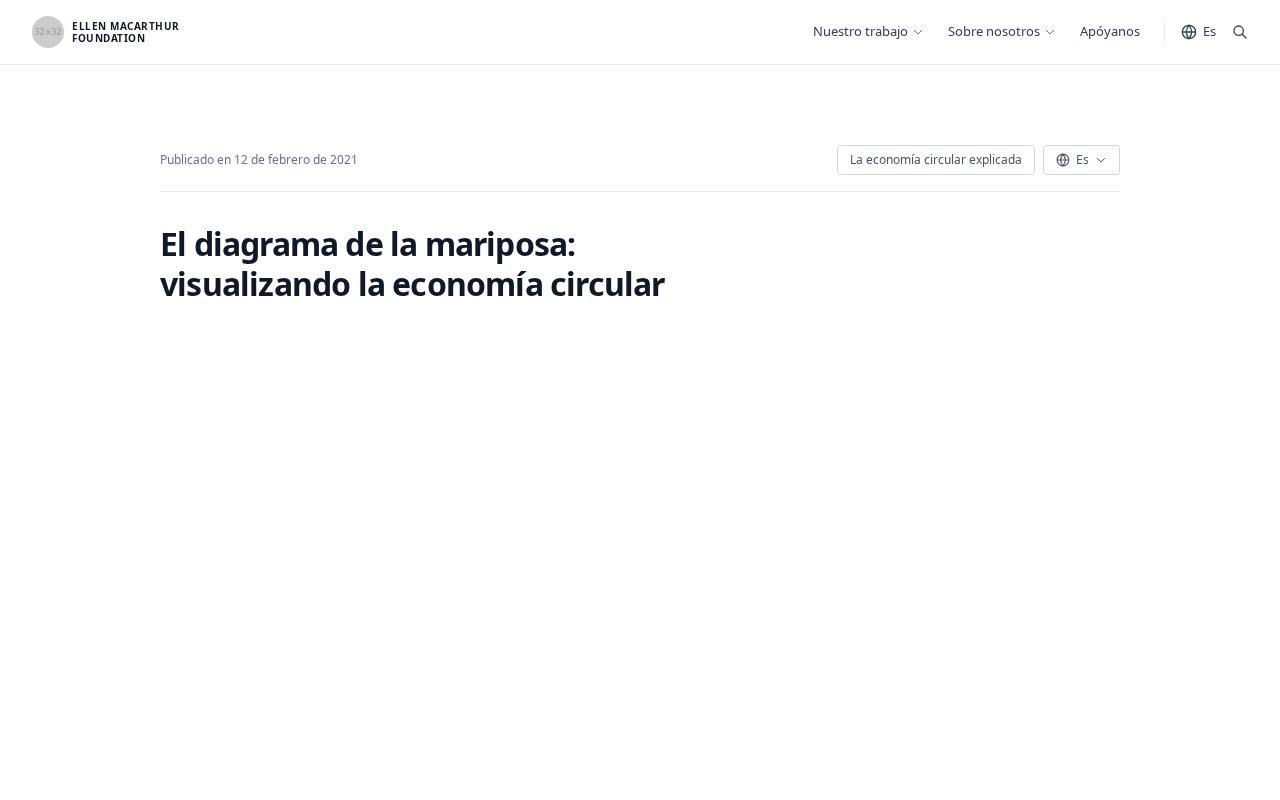 32×32
ELLEN MACARTHUR
FOUNDATION
Nuestro trabajo
Sobre nosotros
Apóyanos
Es
Publicado en 12 de febrero de 2021
La economía circular explicada
Es
El diagrama de la mariposa:
visualizando la economía circular